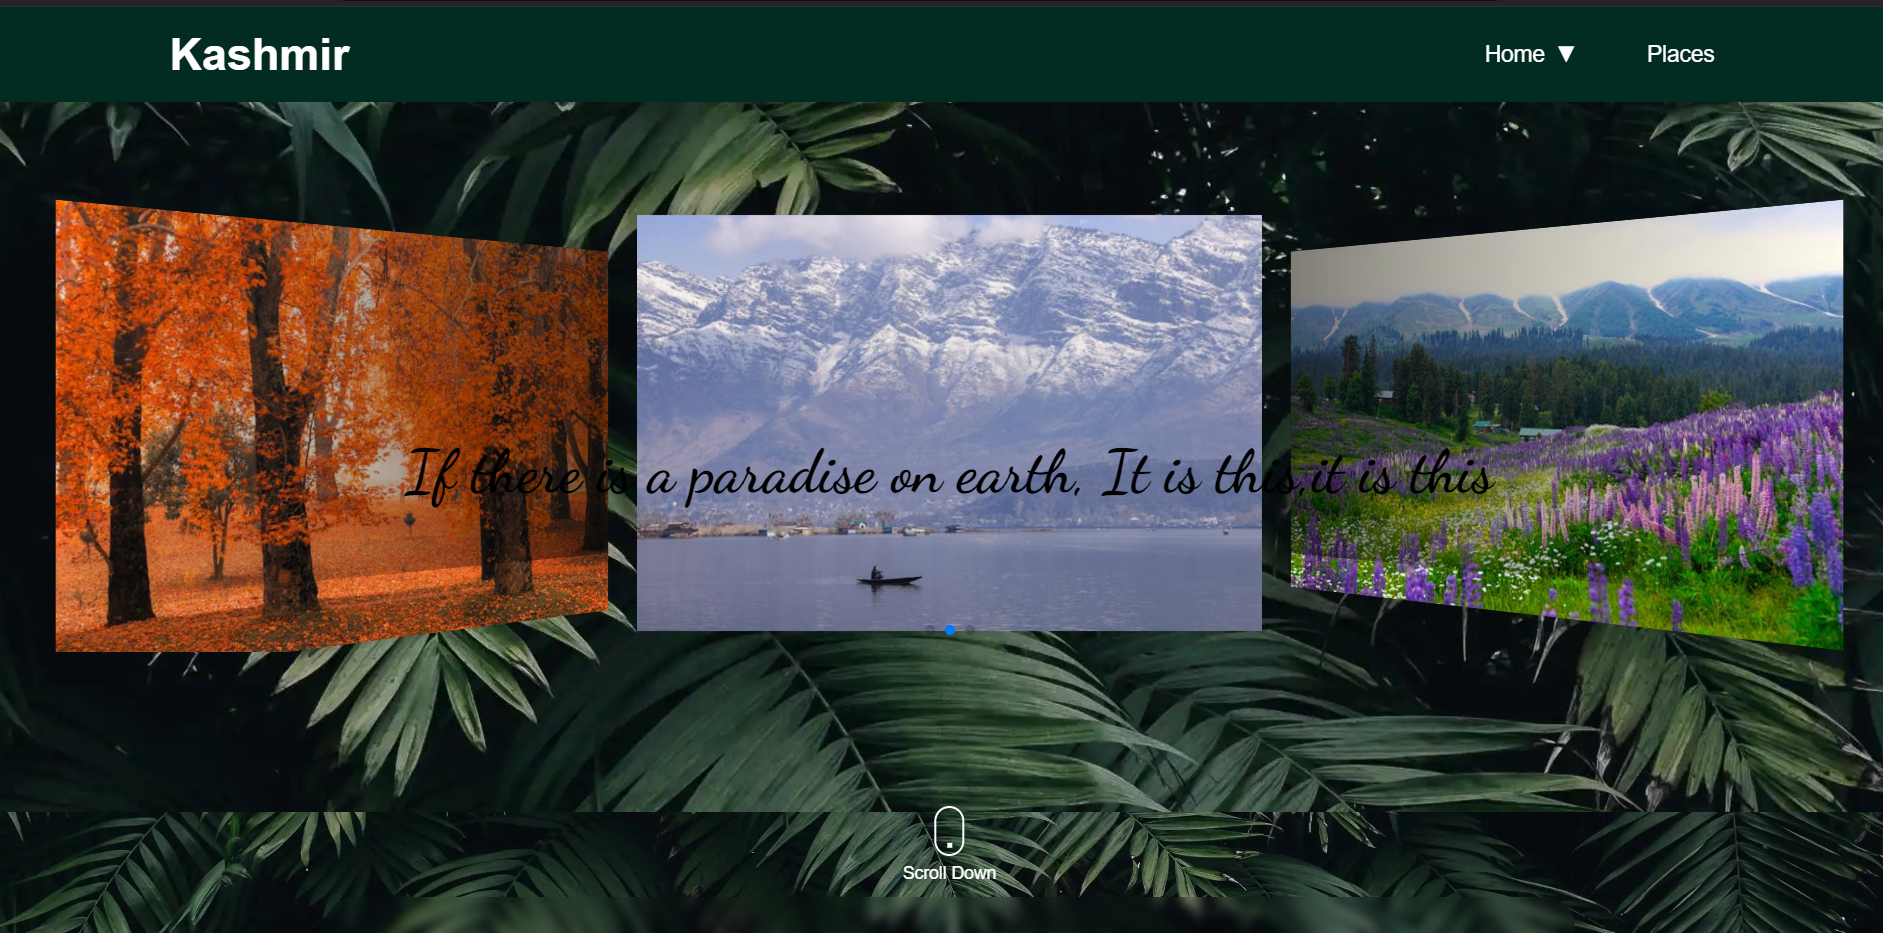 Kashmir
Home ▼ Places
If there is a paradise on earth, It is this,it is this
Scroll Down